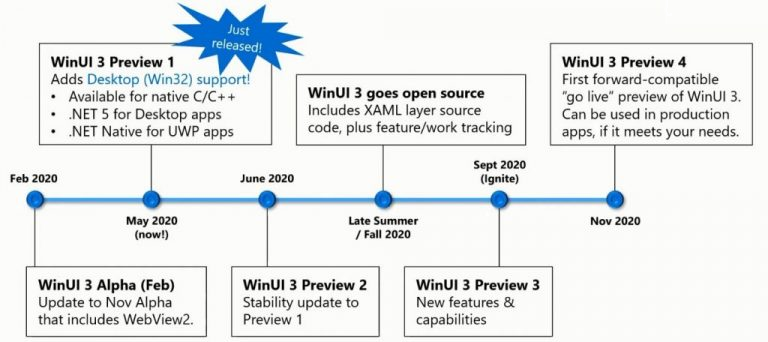 Just
released!
WinUI 3 Preview 1
Adds Desktop (Win32) support!
• Available for native C/C++
• .NET 5 for Desktop apps
• .NET Native for UWP apps
WinUI 3 goes open source
Includes XAML layer source
code, plus feature/work tracking
WinUI 3 Preview 4
First forward-compatible
”go live” preview of WinUI 3.
Can be used in production
apps, if it meets your needs.
Feb 2020
May 2020
(now!)
June 2020
Late Summer
/ Fall 2020
Sept 2020
(Ignite)
Nov 2020
WinUI 3 Alpha (Feb)
Update to Nov Alpha
that includes WebView2.
WinUI 3 Preview 2
Stability update to
Preview 1
WinUI 3 Preview 3
New features &
capabilities